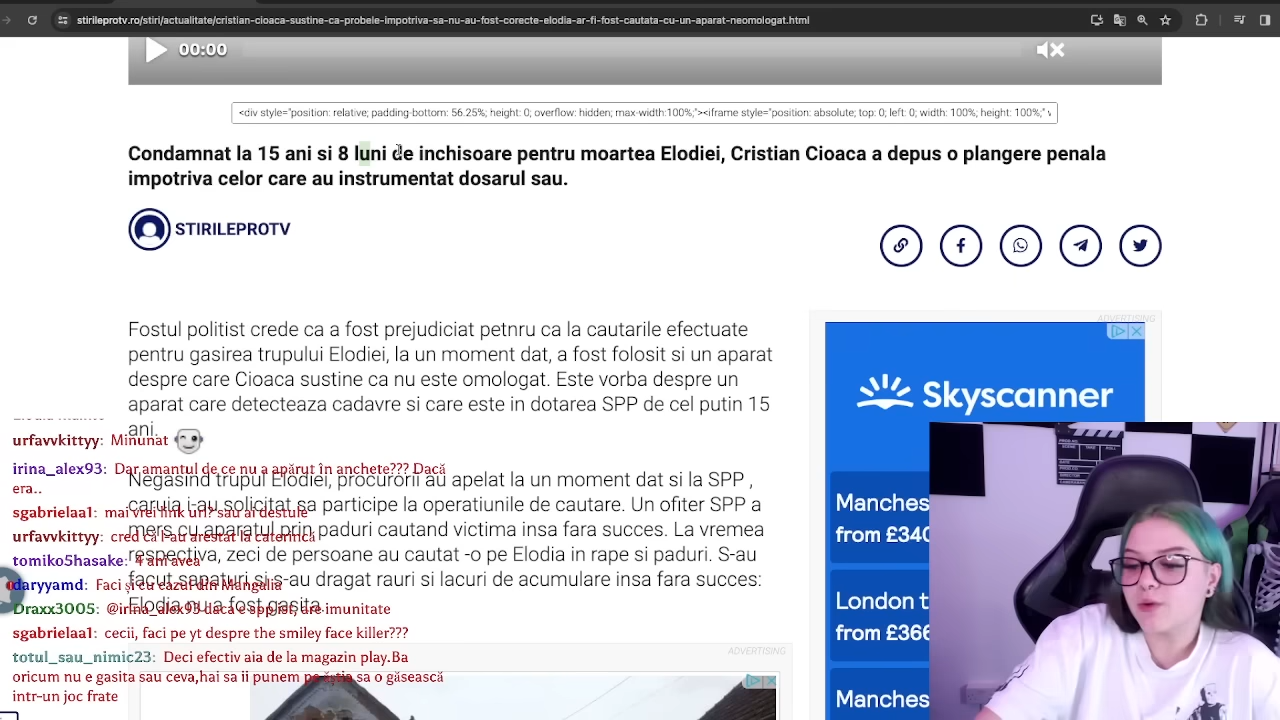 stirileprotv.ro/stiri/actualitate/cristian-cioaca-sustine-ca-probele-impotriva-sa-nu-au-fost-corecte-elodia-ar-fi-fost-cautata-cu-un-aparat-neomologat.html
00:00
<div style="position: relative; padding-bottom: 56.25%; height: 0; overflow: hidden; max-width:100%;"><iframe style="position: absolute; top: 0; left: 0; width: 100%; height: 100%;"
Condamnat la 15 ani si 8 luni de inchisoare pentru moartea Elodiei, Cristian Cioaca a depus o plangere penala
impotriva celor care au instrumentat dosarul sau.
STIRILEPROTV
Fostul politist crede ca a fost prejudiciat petnru ca la cautarile efectuate
pentru gasirea trupului Elodiei, la un moment dat, a fost folosit si un aparat
despre care Cioaca sustine ca nu este omologat. Este vorba despre un
aparat care detecteaza cadavre si care este in dotarea SPP de cel putin 15
ani.
Negasind trupul Elodiei, procurorii au apelat la un moment dat si la SPP ,
caruia i-au solicitat sa participe la operatiunile de cautare. Un ofiter SPP a
mers cu aparatul prin paduri cautand victima insa fara succes. La vremea
respectiva, zeci de persoane au cautat -o pe Elodia in rape si paduri. S-au
facut sapaturi si s-au dragat rauri si lacuri de acumulare insa fara succes:
Elodia nu a fost gasita.
urfavvkittyy: Minunat
irina_alex93: Dar amantul de ce nu a apărut în anchete??? Dacă
era..
sgabrielaa1: mai vrei link uri? sau ai destule
urfavvkittyy: cred că l-au arestat la caterincă
tomiko5hasake: 4 am avea
daryyamd: Faci și cu cazul din Mangalia
Draxx3005: @irina_alex93 daca e spp ist, are imunitate
sgabrielaa1: cecii, faci pe yt despre the smiley face killer???
totul_sau_nimic23: Deci efectiv aia de la magazin play.Ba
oricum nu e gasita sau ceva,hai sa ii punem pe ăștia sa o găsească
intr-un joc frate
ADVERTISING
Skyscanner
Manches
from £340
London t
from £366
Manches
ADVERTISING